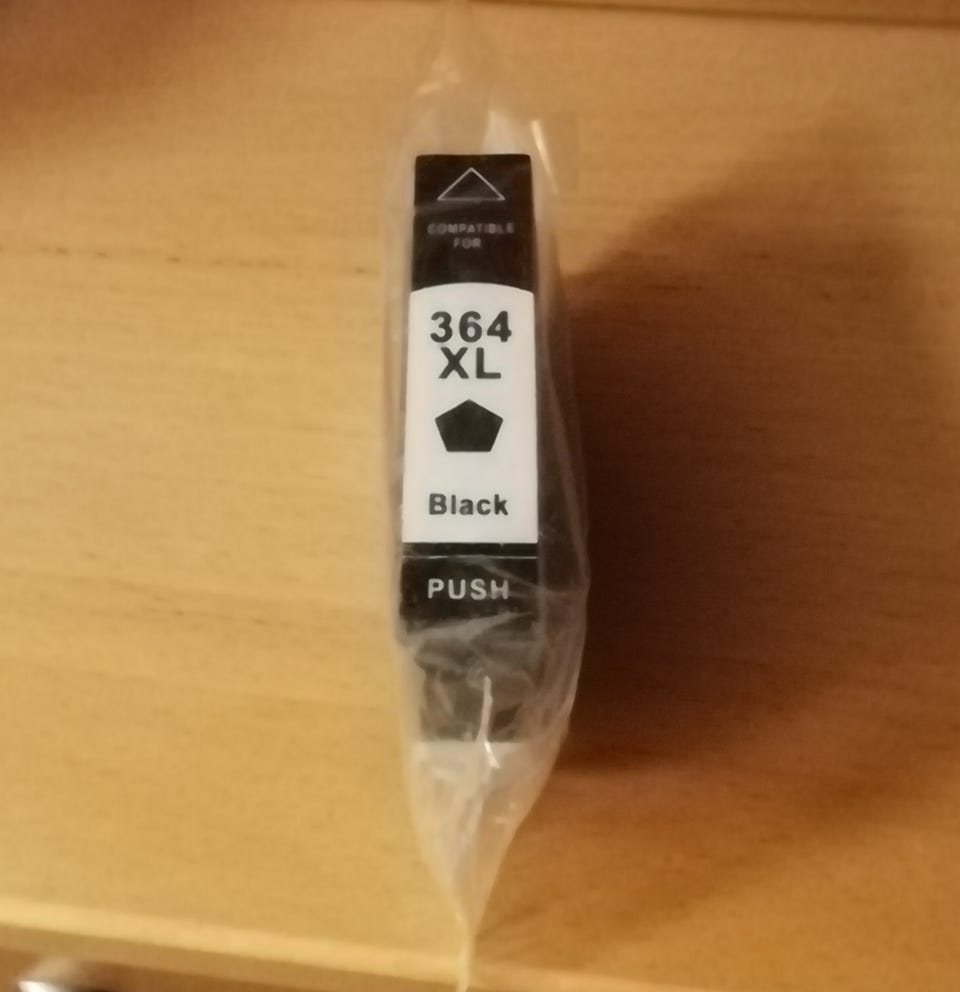 COMPATIBLE
FOR
364
XL
Black
PUSH